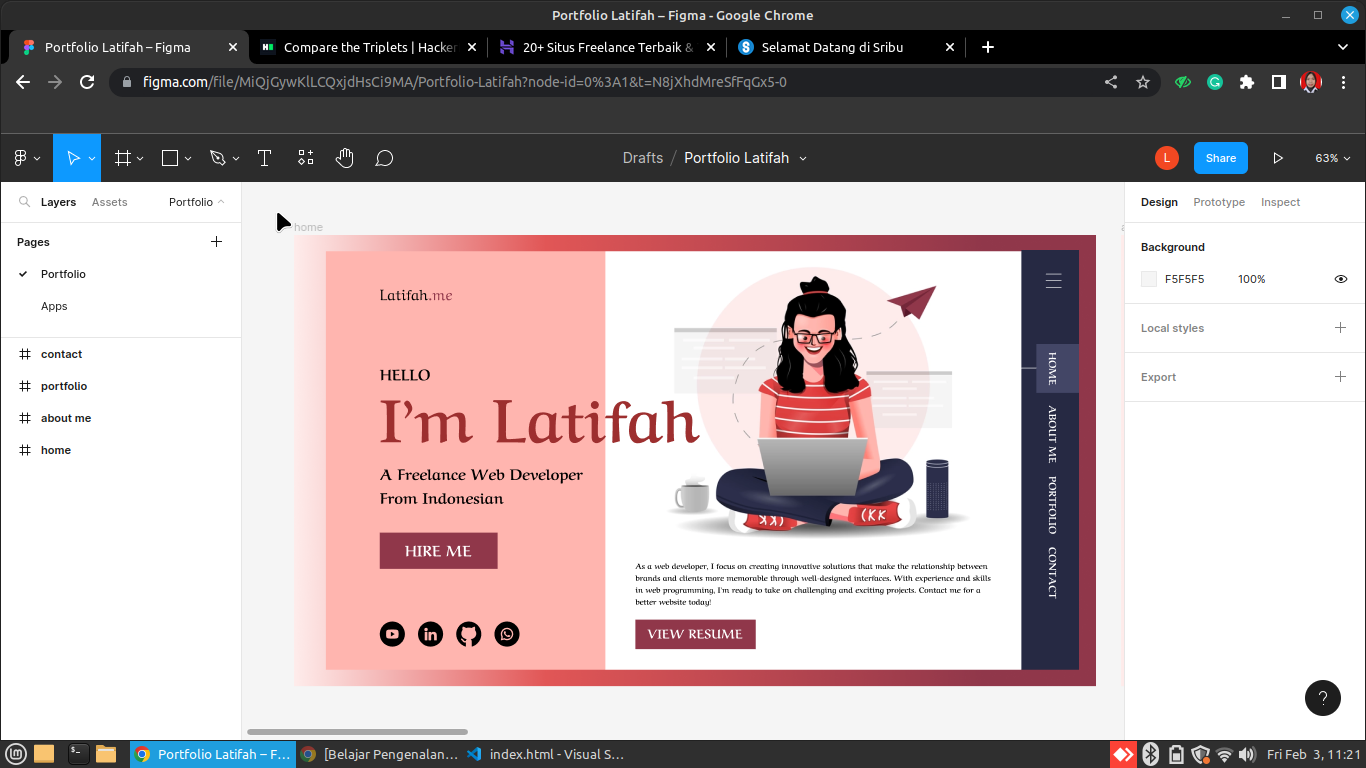 Portfolio Latifah – Figma - Google Chrome
Portfolio Latifah – Figma
Compare the Triplets | Hacker
20+ Situs Freelance Terbaik &
Selamat Datang di Sribu
figma.com/file/MiQjGywKlLCQxjdHsCi9MA/Portfolio-Latifah?node-id=0%3A1&t=N8jXhdMreSfFqGx5-0
Drafts / Portfolio Latifah
L
Share
63%
Layers Assets Portfolio
Pages
Portfolio
Apps
contact
portfolio
about me
home
home
Latifah.me
HELLO
I'm Latifah
A Freelance Web Developer
From Indonesian
HIRE ME
(KK
(KK
As a web developer, I focus on creating innovative solutions that make the relationship between
brands and clients more memorable through well-designed interfaces. With experience and skills
in web programming, I'm ready to take on challenging and exciting projects. Contact me for a
better website today!
VIEW RESUME
HOME
ABOUT ME
PORTFOLIO
CONTACT
Design Prototype Inspect
Background
F5F5F5 100%
Local styles
Export
?
Portfolio Latifah – F...
[Belajar Pengenalan...
index.html - Visual S...
Fri Feb 3, 11:21